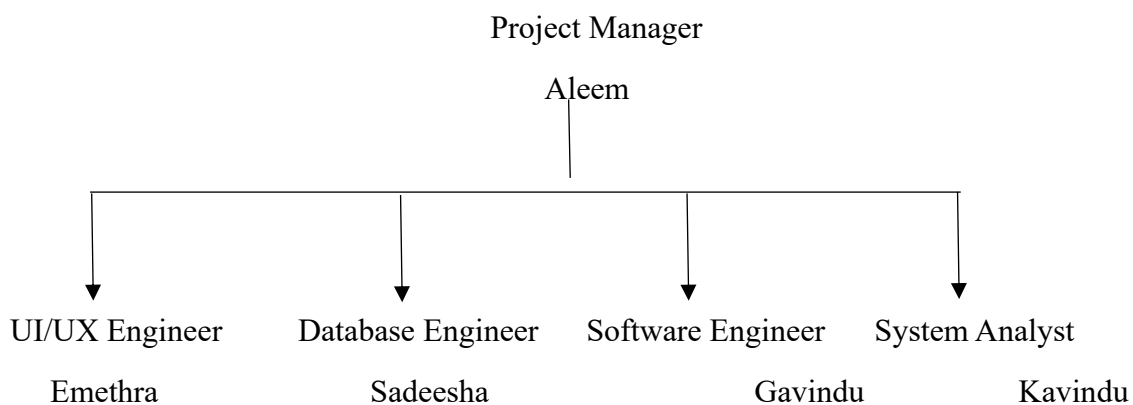 Project Manager
Aleem
UI/UX Engineer Database Engineer Software Engineer System Analyst
Emethra Sadeesha Gavindu Kavindu